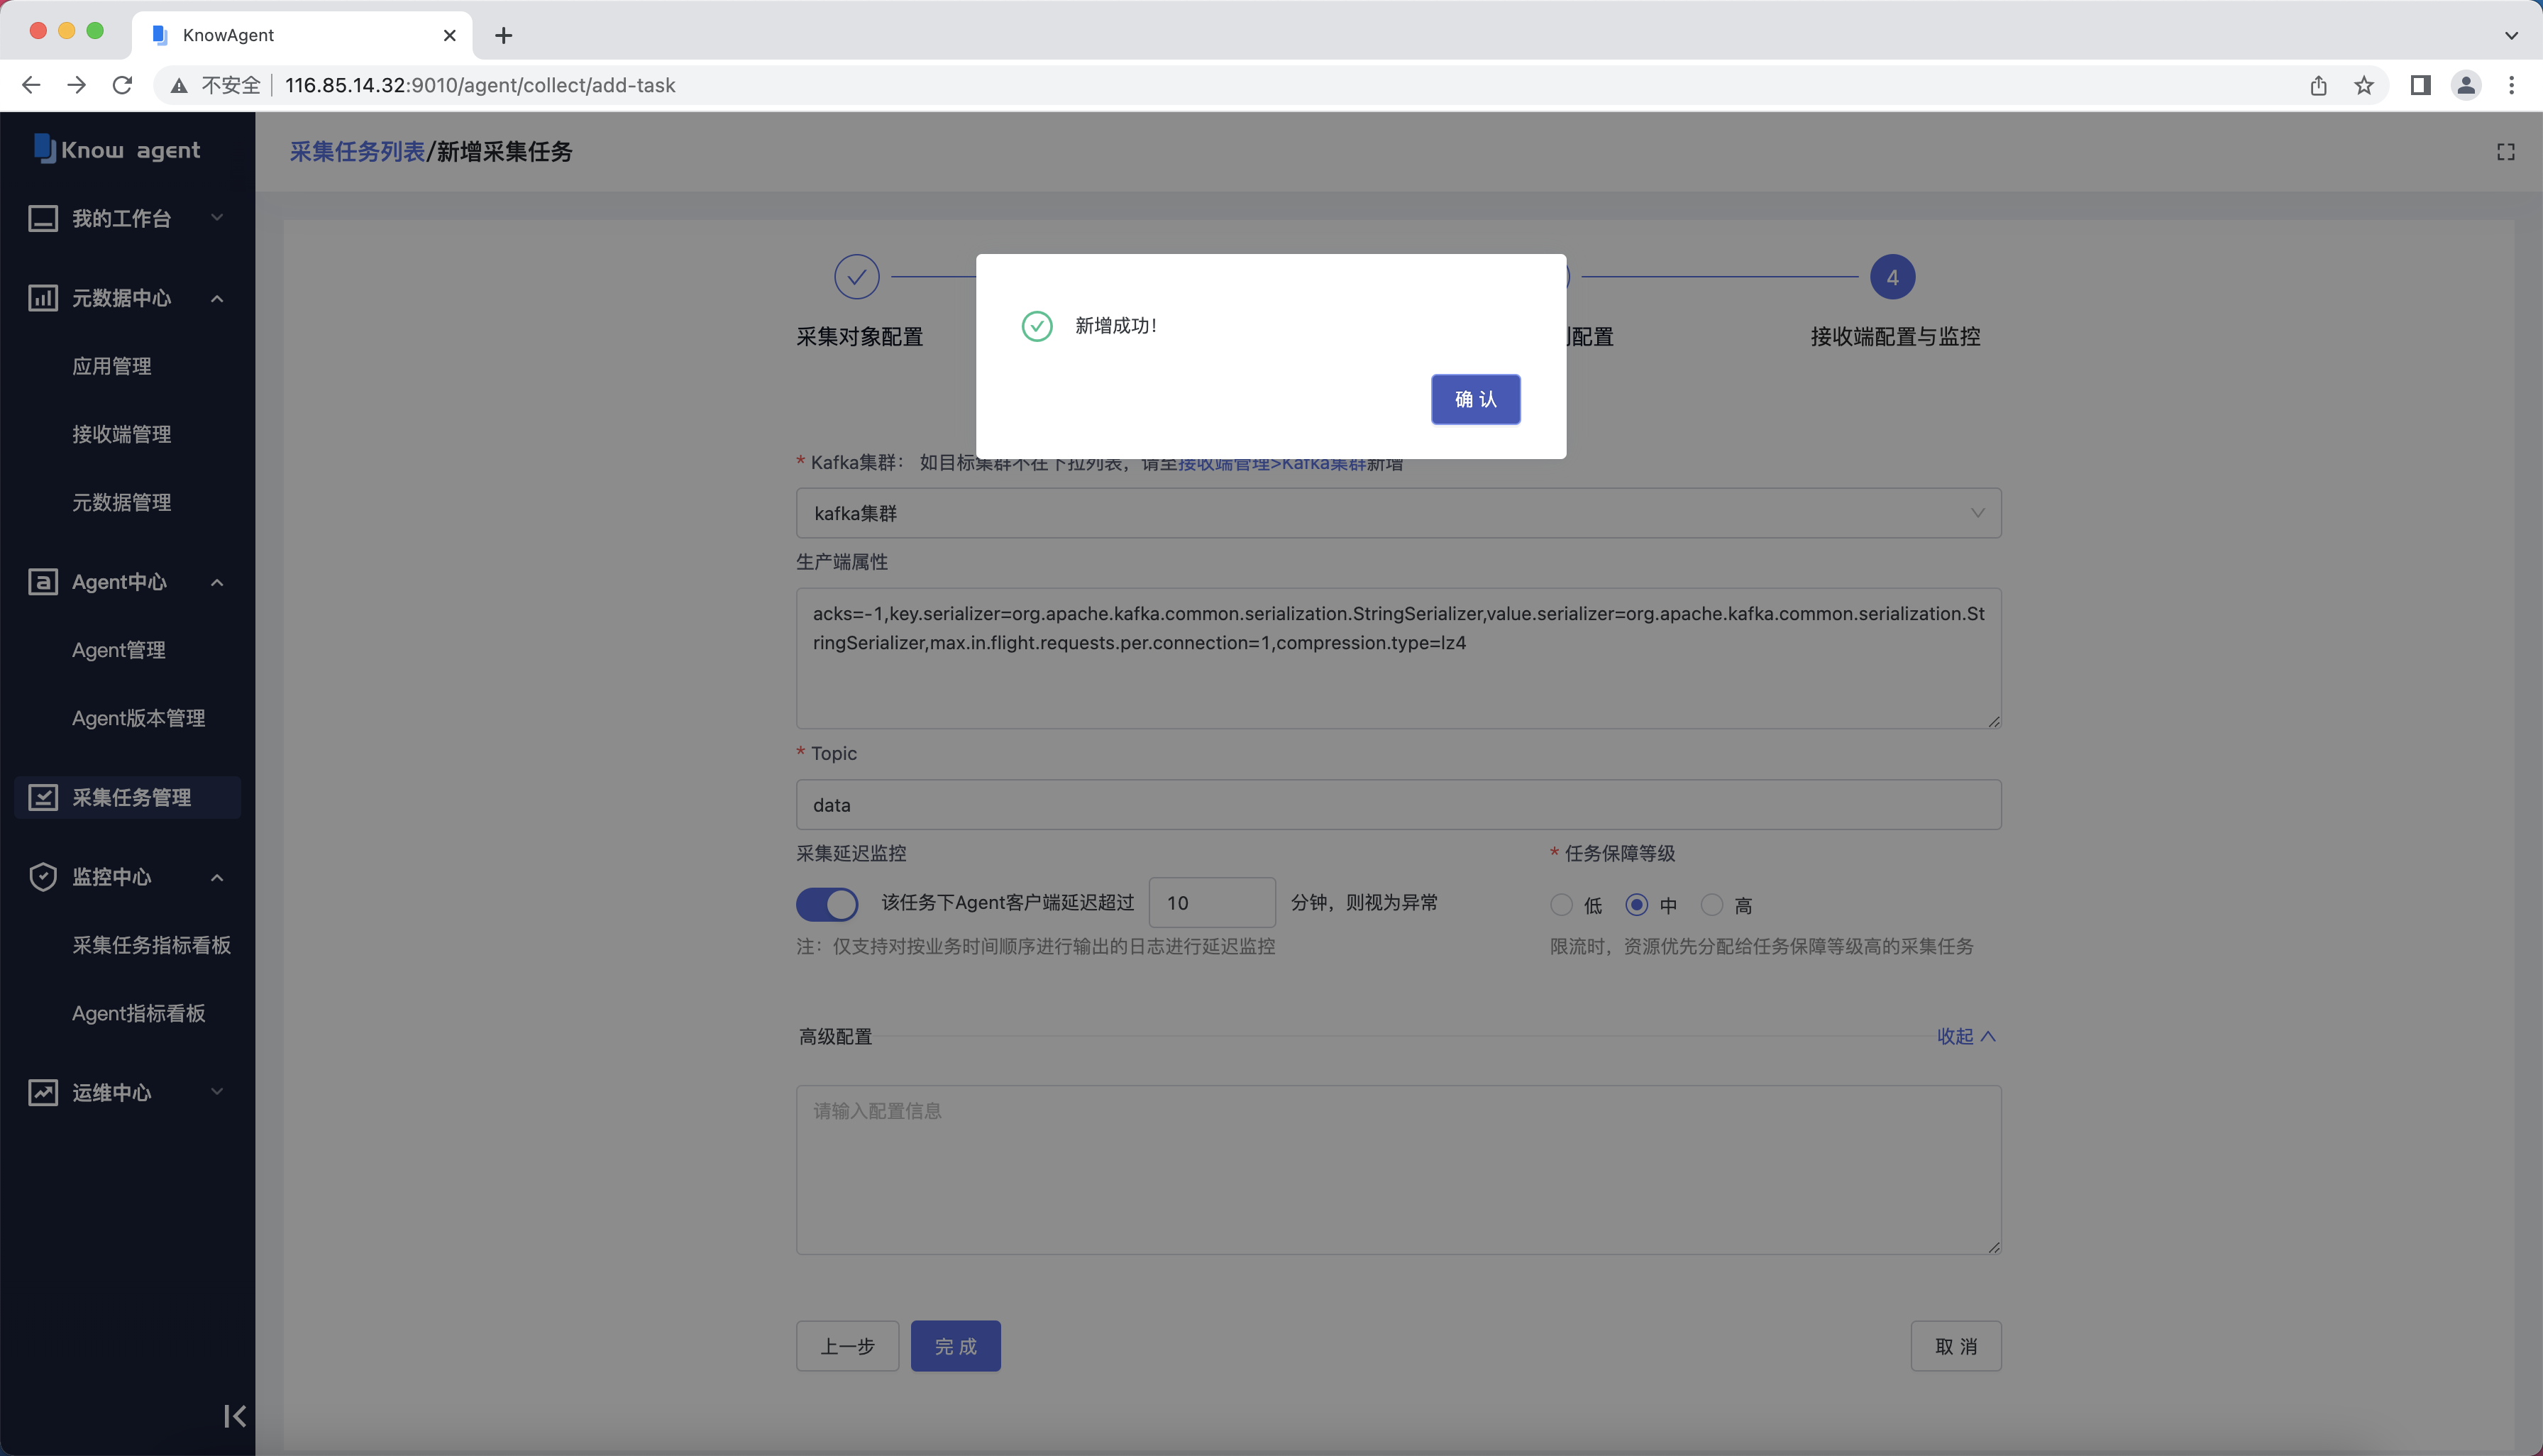 KnowAgent
不安全
116.85.14.32:9010/agent/collect/add-task
Know agent
采集任务列表/新增采集任务
我的工作台
元数据中心
应用管理
接收端管理
元数据管理
Agent中心
Agent管理
Agent版本管理
采集任务管理
监控中心
采集任务指标看板
Agent指标看板
运维中心
4
采集对象配置
配置
接收端配置与监控
新增成功!
确 认
* Kafka集群： 如目标集群不在下拉列表，请至接收端管理>Kafka集群新增
kafka集群
生产端属性
acks=-1,key.serializer=org.apache.kafka.common.serialization.StringSerializer,value.serializer=org.apache.kafka.common.serialization.St
ringSerializer,max.in.flight.requests.per.connection=1,compression.type=lz4
* Topic
data
采集延迟监控
该任务下Agent客户端延迟超过 10 分钟，则视为异常
注：仅支持对按业务时间顺序进行输出的日志进行延迟监控
* 任务保障等级
低 中 高
限流时，资源优先分配给任务保障等级高的采集任务
高级配置
收起
请输入配置信息
上一步
完 成
取 消